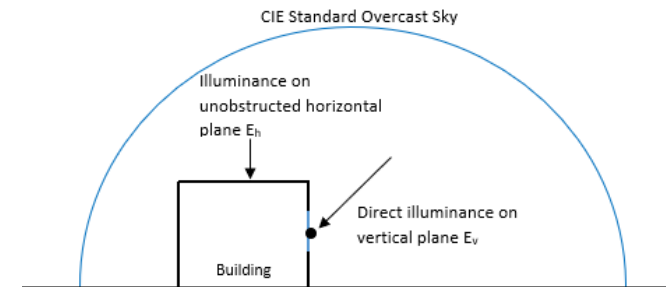 CIE Standard Overcast Sky
Illuminance on
unobstructed horizontal
plane Eₕ
Direct illuminance on
vertical plane Eᵥ
Building